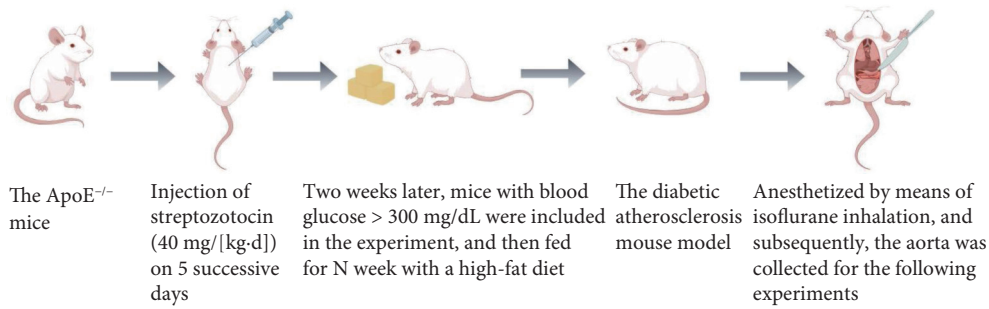 The ApoE⁻/⁻
mice
Injection of
streptozotocin
(40 mg/[kg·d])
on 5 successive
days
Two weeks later, mice with blood
glucose > 300 mg/dL were included
in the experiment, and then fed
for N week with a high-fat diet
The diabetic
atherosclerosis
mouse model
Anesthetized by means of
isoflurane inhalation, and
subsequently, the aorta was
collected for the following
experiments